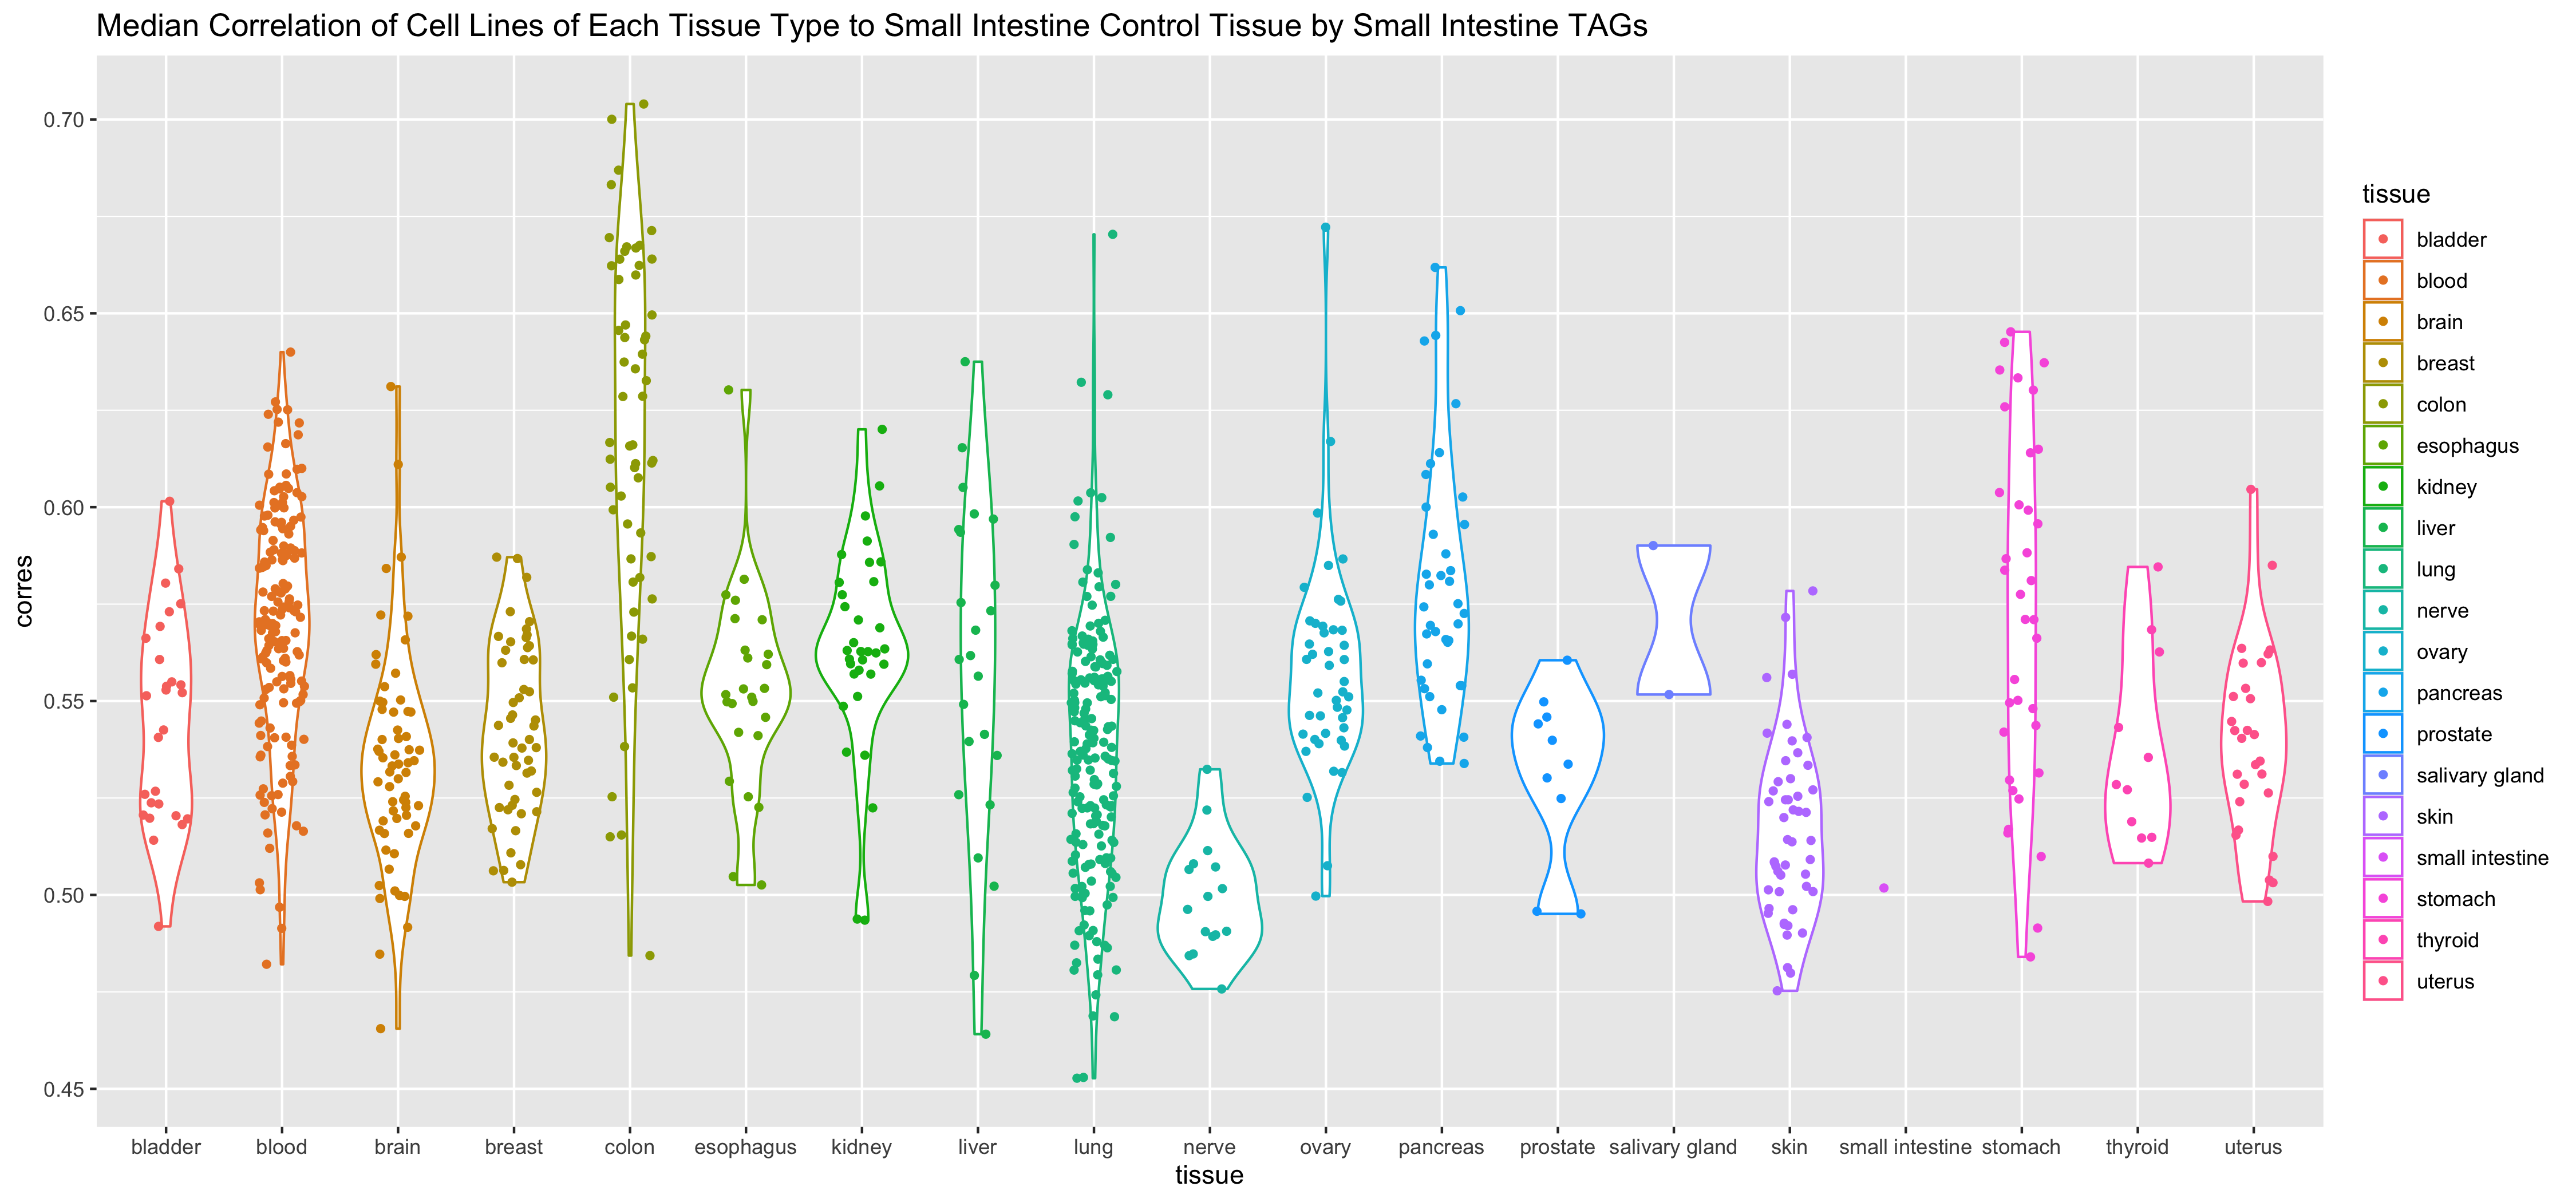 Median Correlation of Cell Lines of Each Tissue Type to Small Intestine Control Tissue by Small Intestine TAGs
0.70
0.65
0.60
0.55
0.50
0.45
corres
bladder blood brain breast colon esophagus kidney liver lung nerve ovary pancreas prostate salivary gland skin small intestine stomach thyroid uterus
tissue
tissue
bladder
blood
brain
breast
colon
esophagus
kidney
liver
lung
nerve
ovary
pancreas
prostate
salivary gland
skin
small intestine
stomach
thyroid
uterus